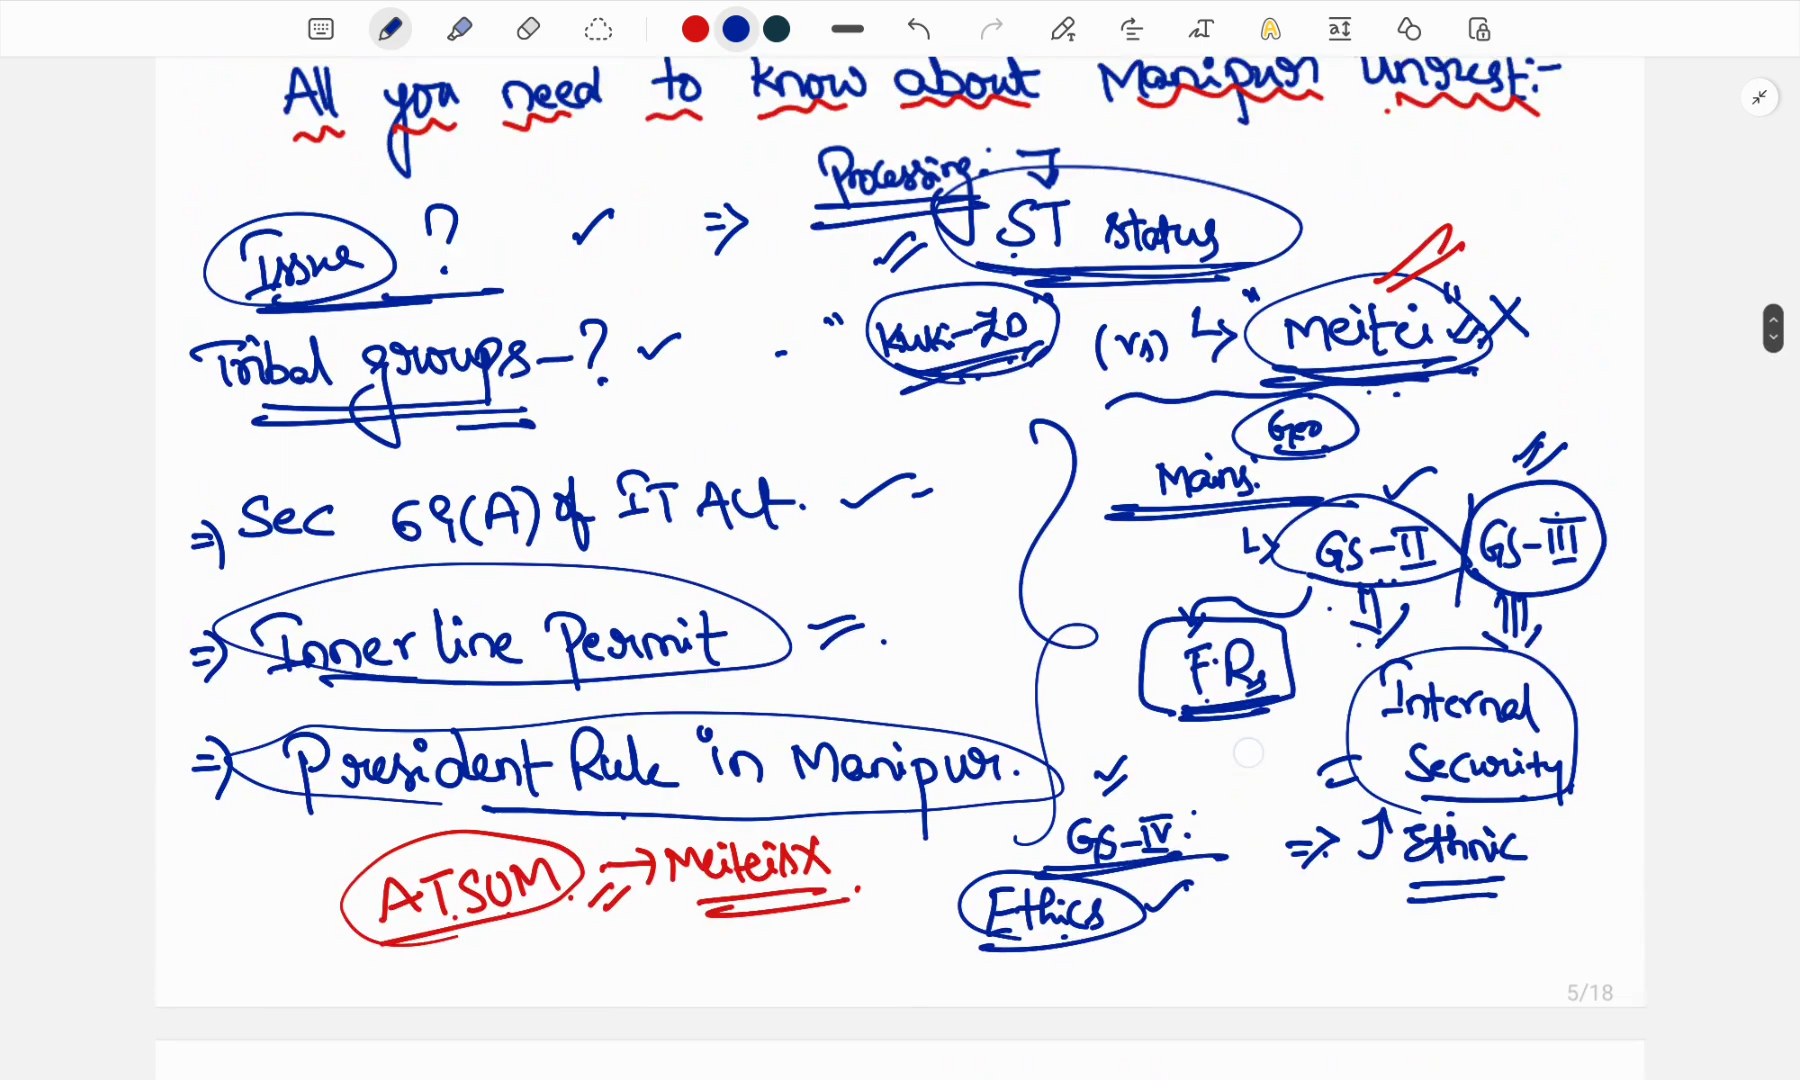 All you need to know about Manipur Unrest:-
Processing:
Issue ? ✓ ⇒ ST status
Tribal groups - ? ✓ "Kuki-Zo" (vs) ↳ "Meitei" X
Geo
Mains.
⇒ Sec 69(A) of IT Act. ✓
↳ GS-II | GS-III
⇒ Inner line Permit
F.Rs
Internal
Security
⇒ President Rule in Manipur. ✓
GS-IV: ⇒ ↑ Ethnic
ATSUM → Meiteis X
Ethics ✓
5/18